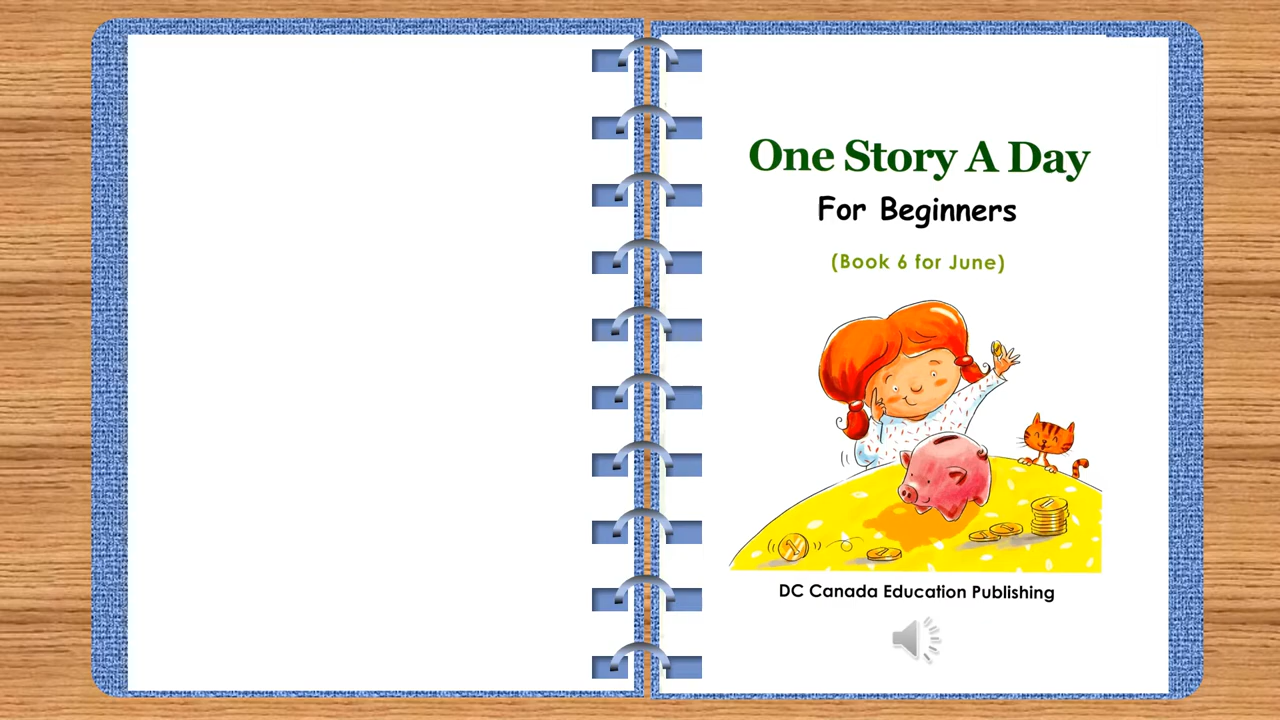 One Story A Day
For Beginners
(Book 6 for June)
DC Canada Education Publishing